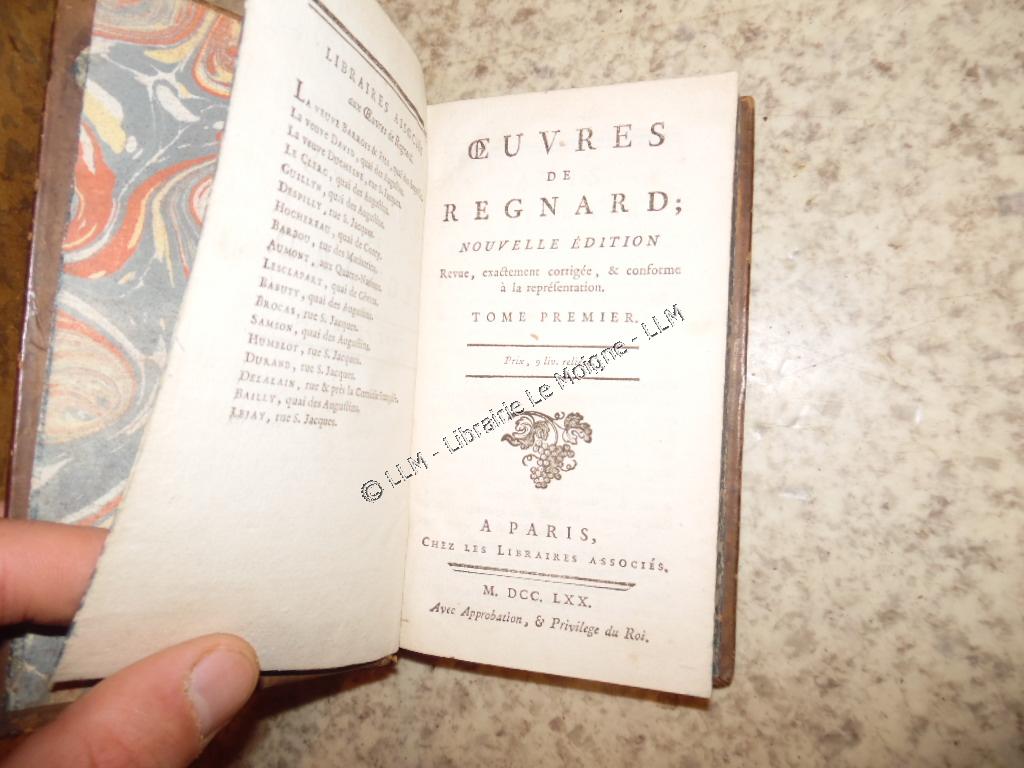 LIBRAIRES ASSOCIÉS
aux Œuvres de Regnard.
LA VEUVE
LA VEUVE DAVID, quai des Augustins.
LA VEUVE DUCHESNE, rue S. Jacques.
LE CLERC, quai des Augustins.
GUILLYN, quai des Augustins.
DESPILLY, rue S. Jacques.
HOCHEREAU, quai de Conty.
BARBOU, rue des Mathurins.
AUMONT, aux Quatre-Nations.
LESCLAPART, quai de Gêvres.
BABUTY, quai des Augustins.
BROCAS, rue S. Jacques.
SAMSON, quai des Augustins.
HUMBLOT, rue S. Jacques.
DURAND, rue S. Jacques.
DELALAIN, rue & près la Comédie françoise.
BAILLY, quai des Augustins.
LEJAY, rue S. Jacques.
ŒUVRES
DE
REGNARD;
NOUVELLE ÉDITION
Revue, exactement corrigée, & conforme
à la repréſentation.
TOME PREMIER.
Prix, 9 liv.
A PARIS,
CHEZ LES LIBRAIRES ASSOCIÉS.
M. DCC. LXX.
Avec Approbation, & Privilege du Roi.
© LLM - Librairie Le Moigne - LLM